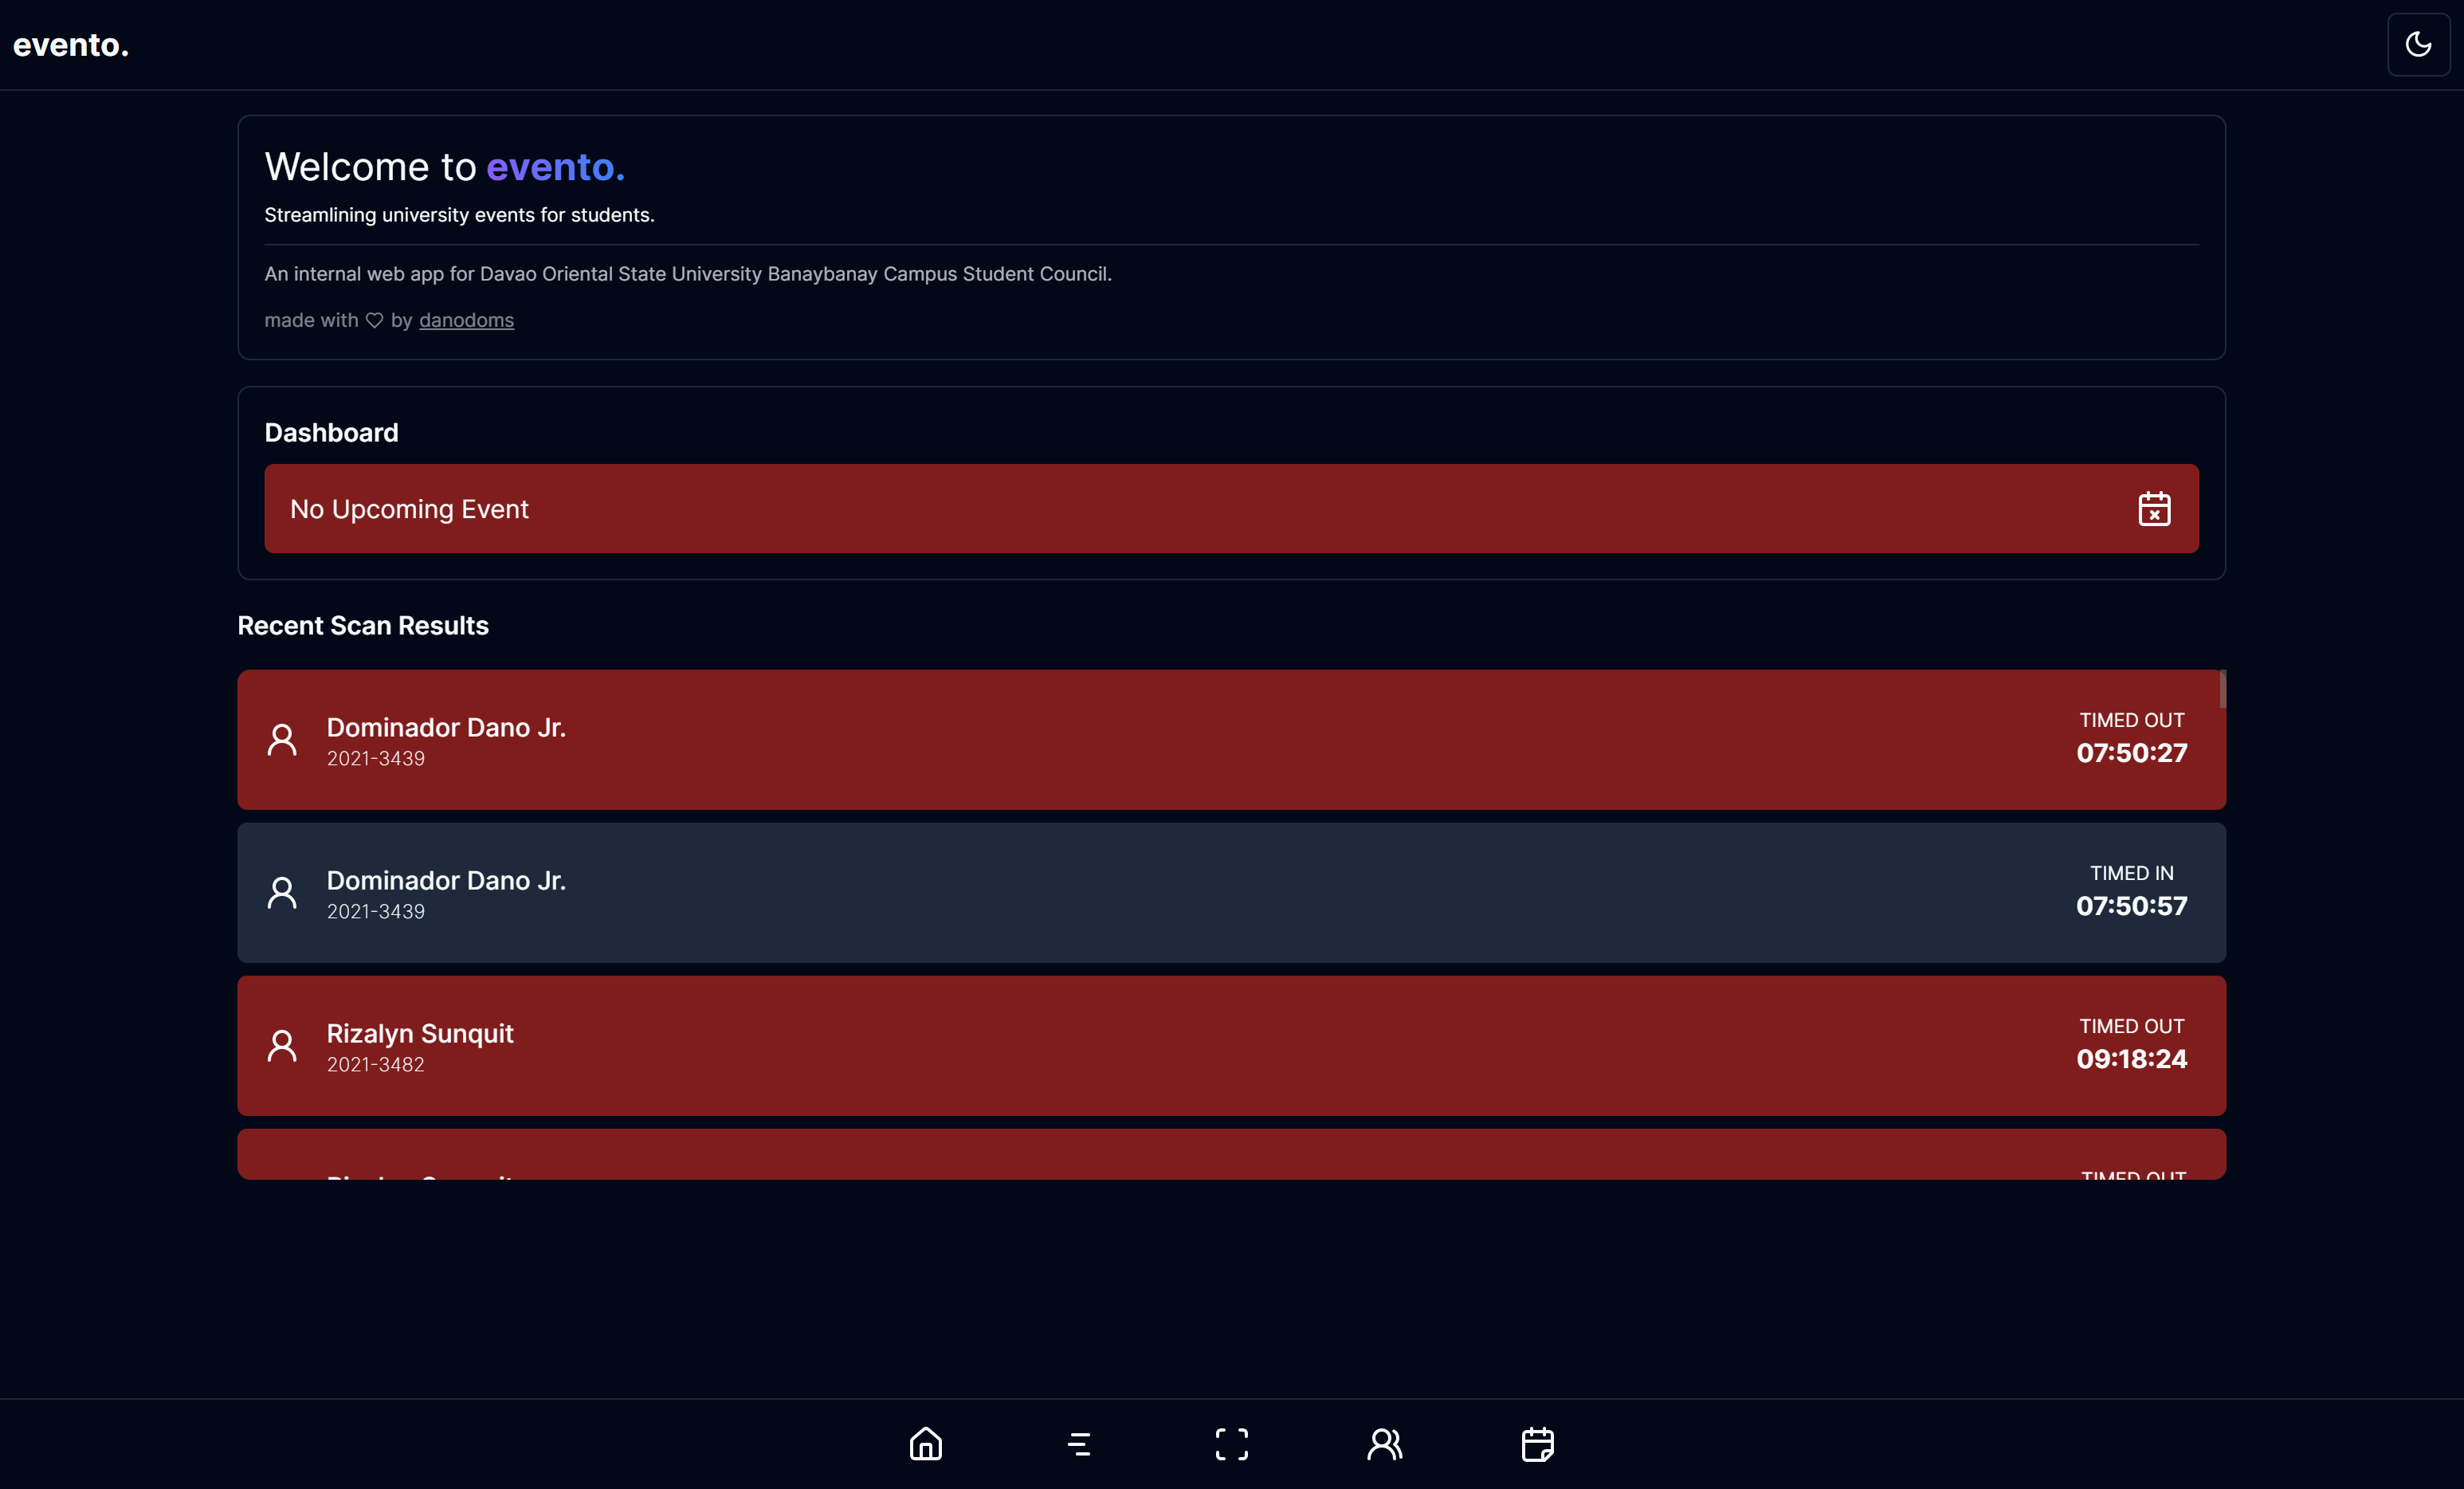 evento.
Welcome to evento.
Streamlining university events for students.
An internal web app for Davao Oriental State University Banaybanay Campus Student Council.
made with by danodoms
Dashboard
No Upcoming Event
Recent Scan Results
Dominador Dano Jr.
2021-3439
TIMED OUT
07:50:27
Dominador Dano Jr.
2021-3439
TIMED IN
07:50:57
Rizalyn Sunquit
2021-3482
TIMED OUT
09:18:24
TIMED OUT